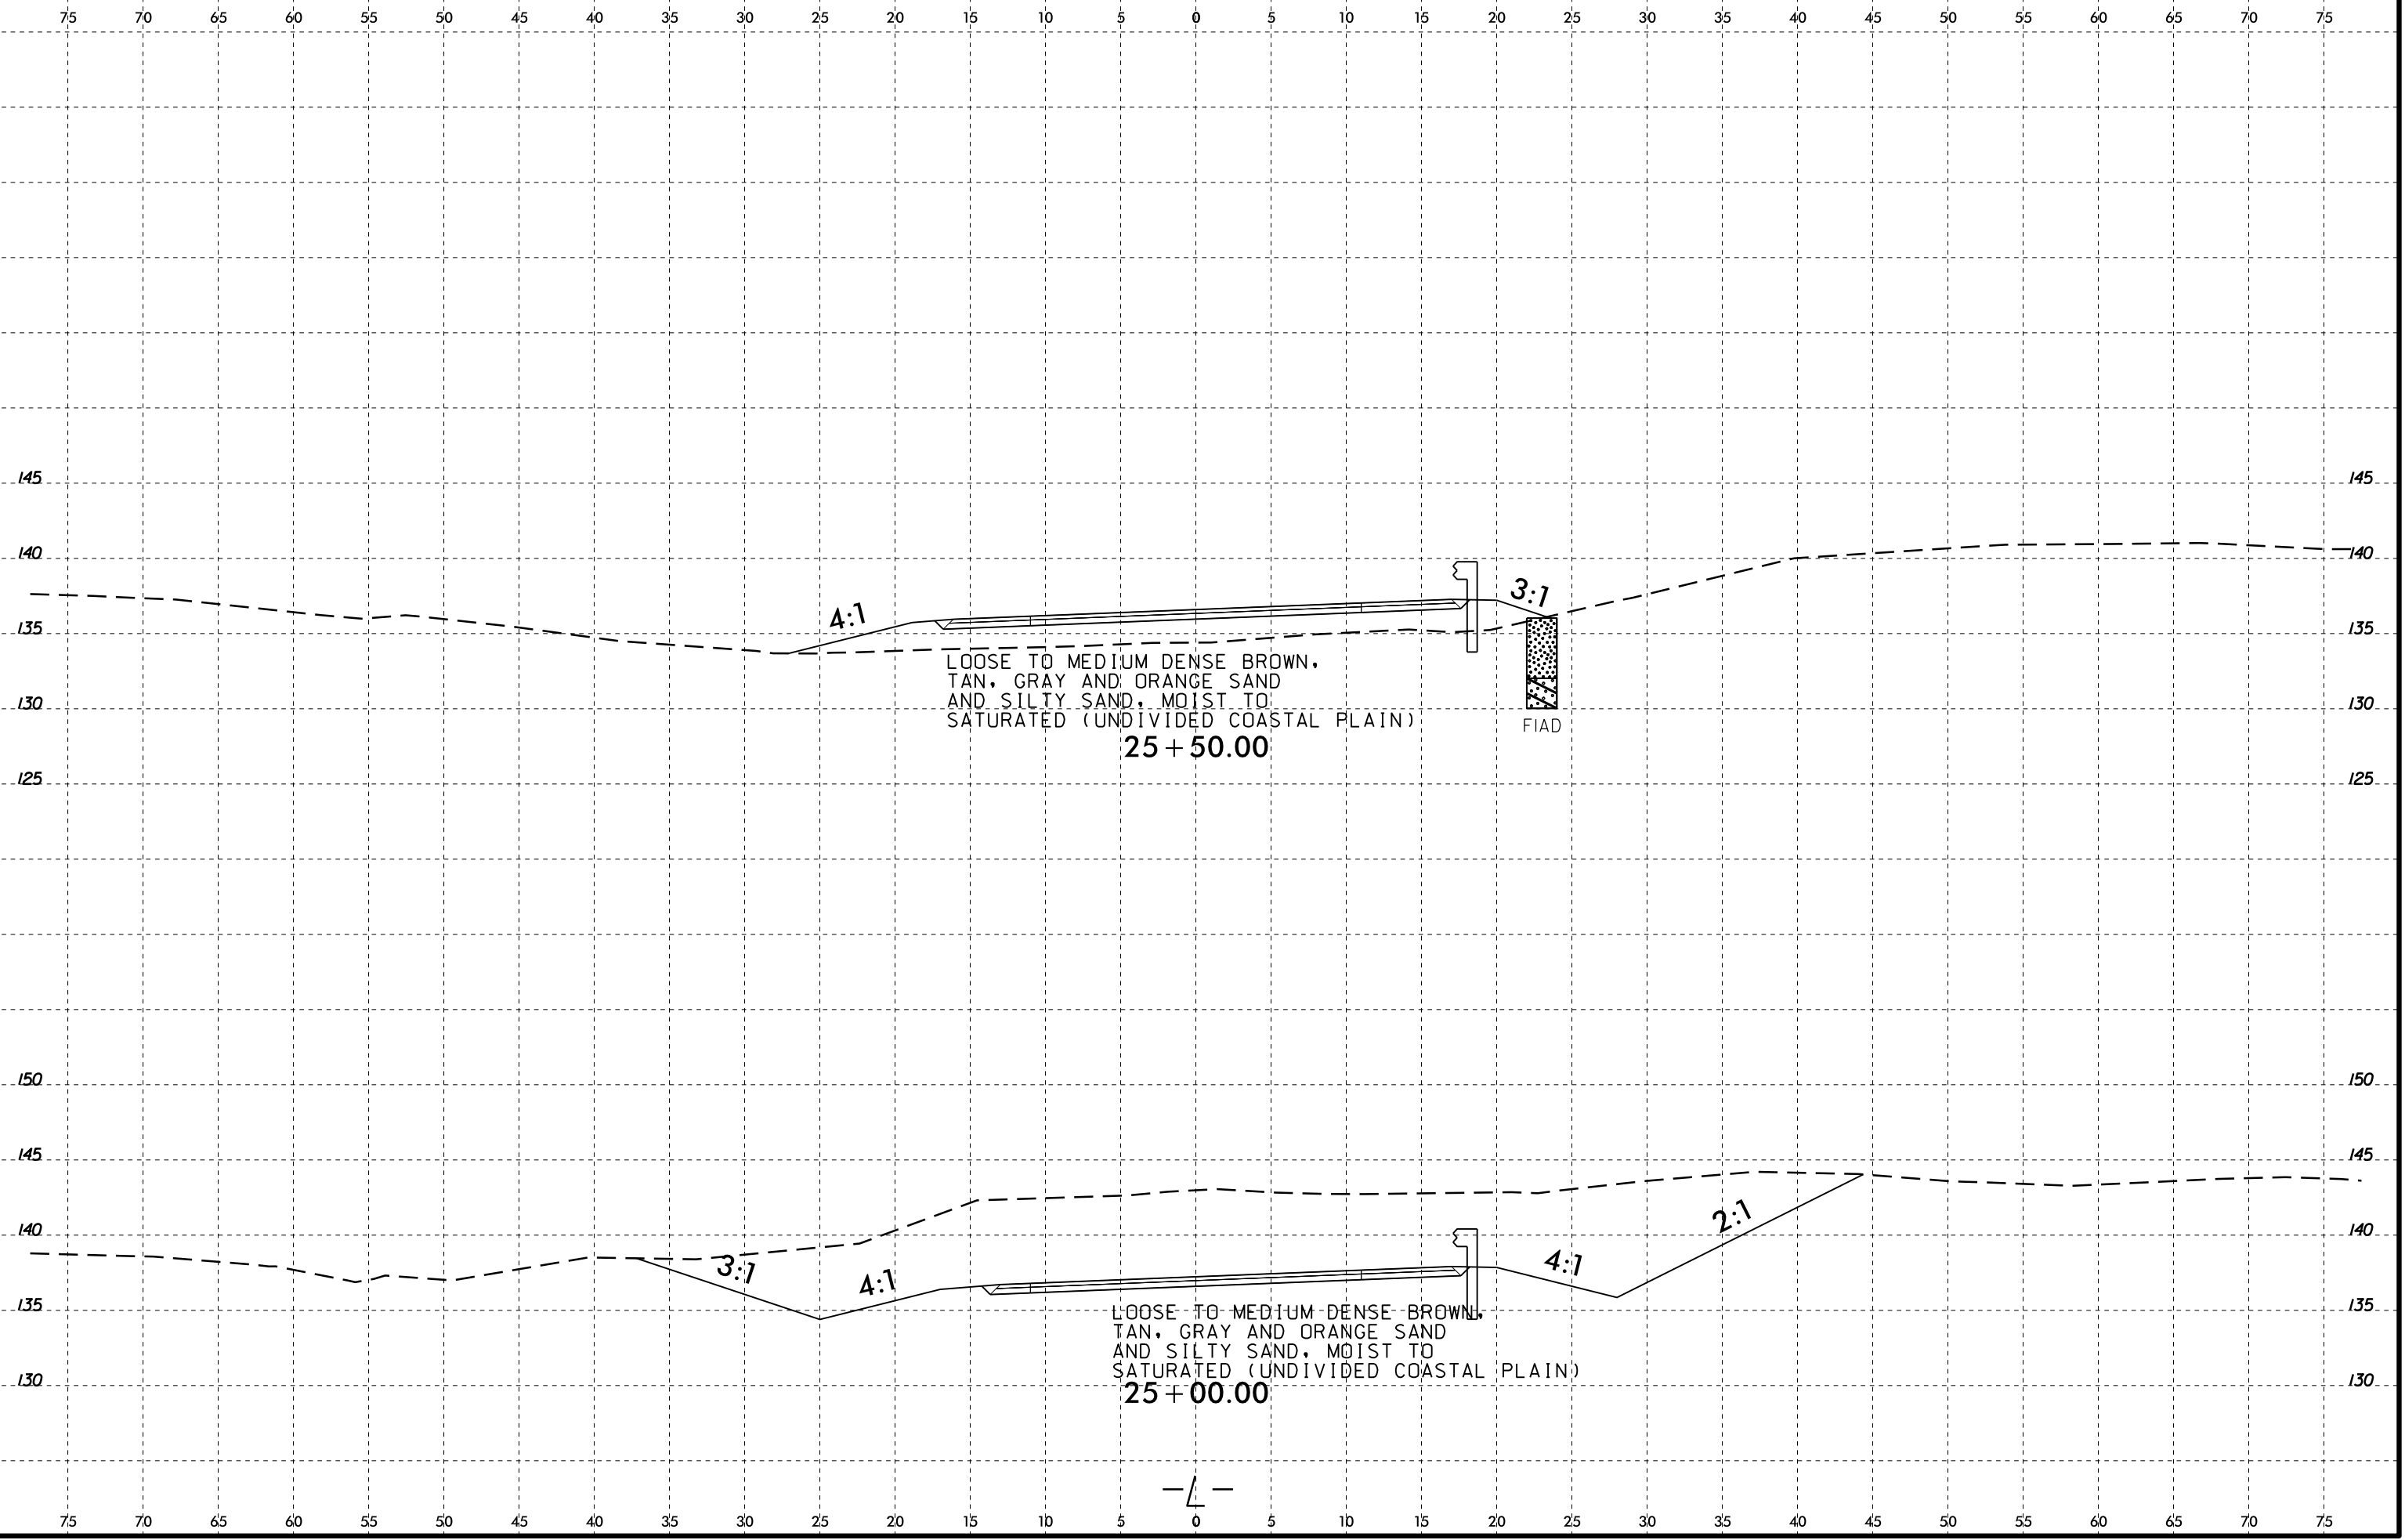 75 70 65 60 55 50 45 40 35 30 25 20 15 10 5 0 5 10 15 20 25 30 35 40 45 50 55 60 65 70 75
145 145
140 140
3:1
4:1
135 135
LOOSE TO MEDIUM DENSE BROWN,
TAN, GRAY AND ORANGE SAND
AND SILTY SAND, MOIST TO
130 130
SATURATED (UNDIVIDED COASTAL PLAIN)
FIAD
25+50.00
125 125
150 150
145 145
2:1
140 140
3:1 4:1 4:1
135 135
LOOSE TO MEDIUM DENSE BROWN,
TAN, GRAY AND ORANGE SAND
AND SILTY SAND, MOIST TO
SATURATED (UNDIVIDED COASTAL PLAIN)
130 130
25+00.00
-L-
75 70 65 60 55 50 45 40 35 30 25 20 15 10 5 0 5 10 15 20 25 30 35 40 45 50 55 60 65 70 75